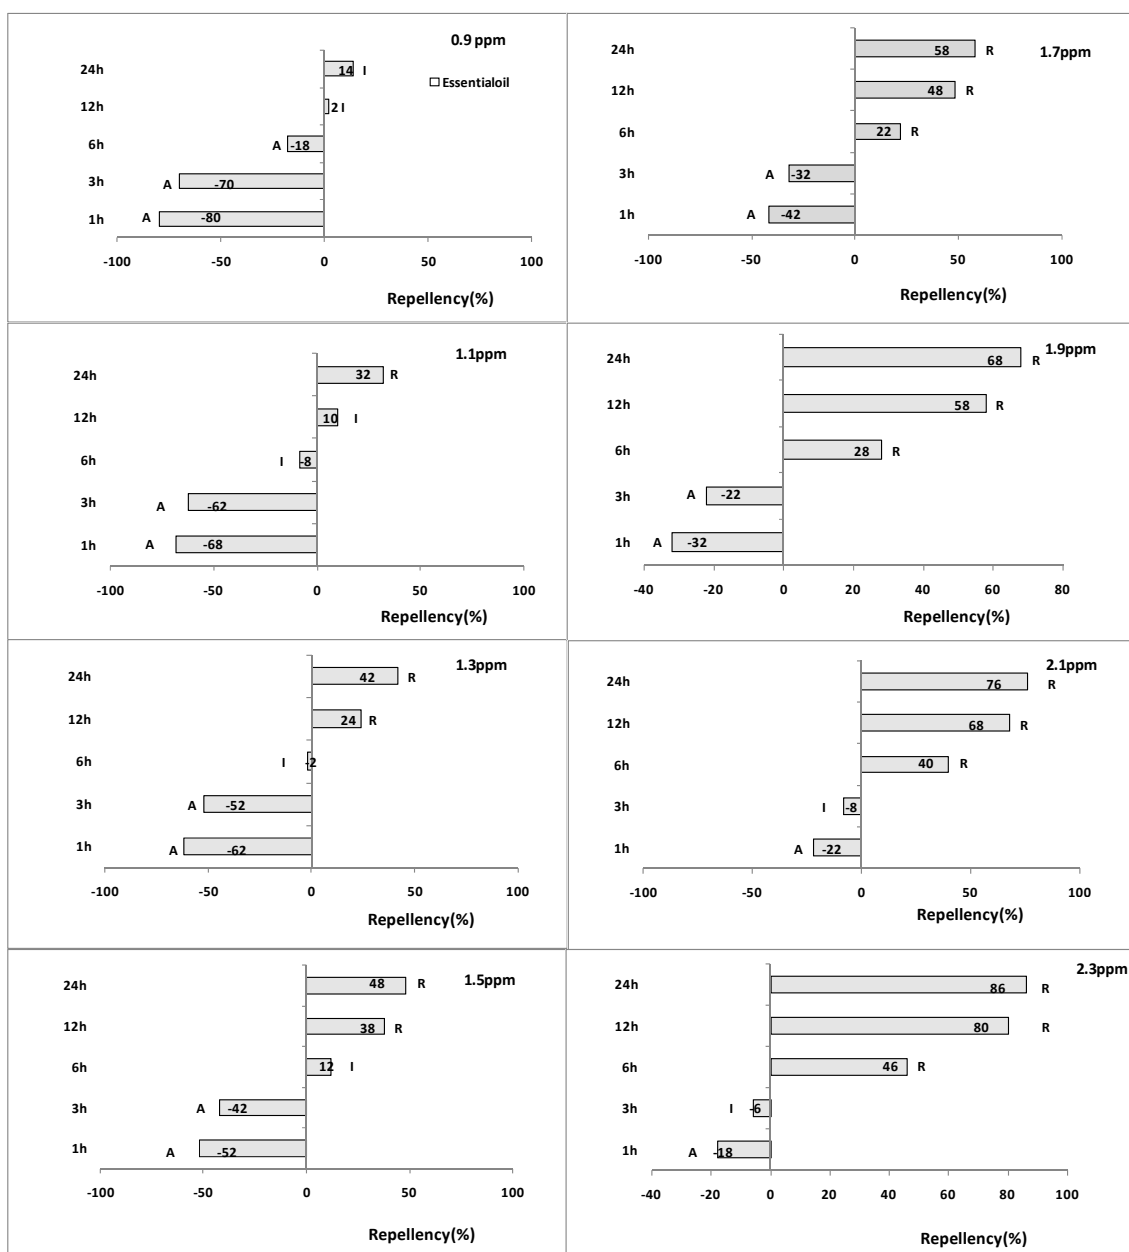 0.9 ppm
Essentialoil
24h
14 I
12h
2 I
6h
A -18
3h
A -70
1h
A -80
-100 -50 0 50 100
Repellency(%)
1.7ppm
24h
58 R
12h
48 R
6h
22 R
3h
A -32
1h
A -42
-100 -50 0 50 100
Repellency(%)
1.1ppm
24h
32 R
12h
10 I
6h
I -8
3h
A -62
1h
A -68
-100 -50 0 50 100
Repellency(%)
1.9ppm
24h
68 R
12h
58 R
6h
28 R
3h
A -22
1h
A -32
-40 -20 0 20 40 60 80
Repellency(%)
1.3ppm
24h
42 R
12h
24 R
6h
I -2
3h
A -52
1h
A -62
-100 -50 0 50 100
Repellency(%)
2.1ppm
24h
76 R
12h
68 R
6h
40 R
3h
I -8
1h
A -22
-100 -50 0 50 100
Repellency(%)
1.5ppm
24h
48 R
12h
38 R
6h
12 I
3h
A -42
1h
A -52
-100 -50 0 50 100
2.3ppm
24h
86 R
12h
80 R
6h
46 R
3h
I -6
1h
A -18
-40 -20 0 20 40 60 80 100
Repellency(%)